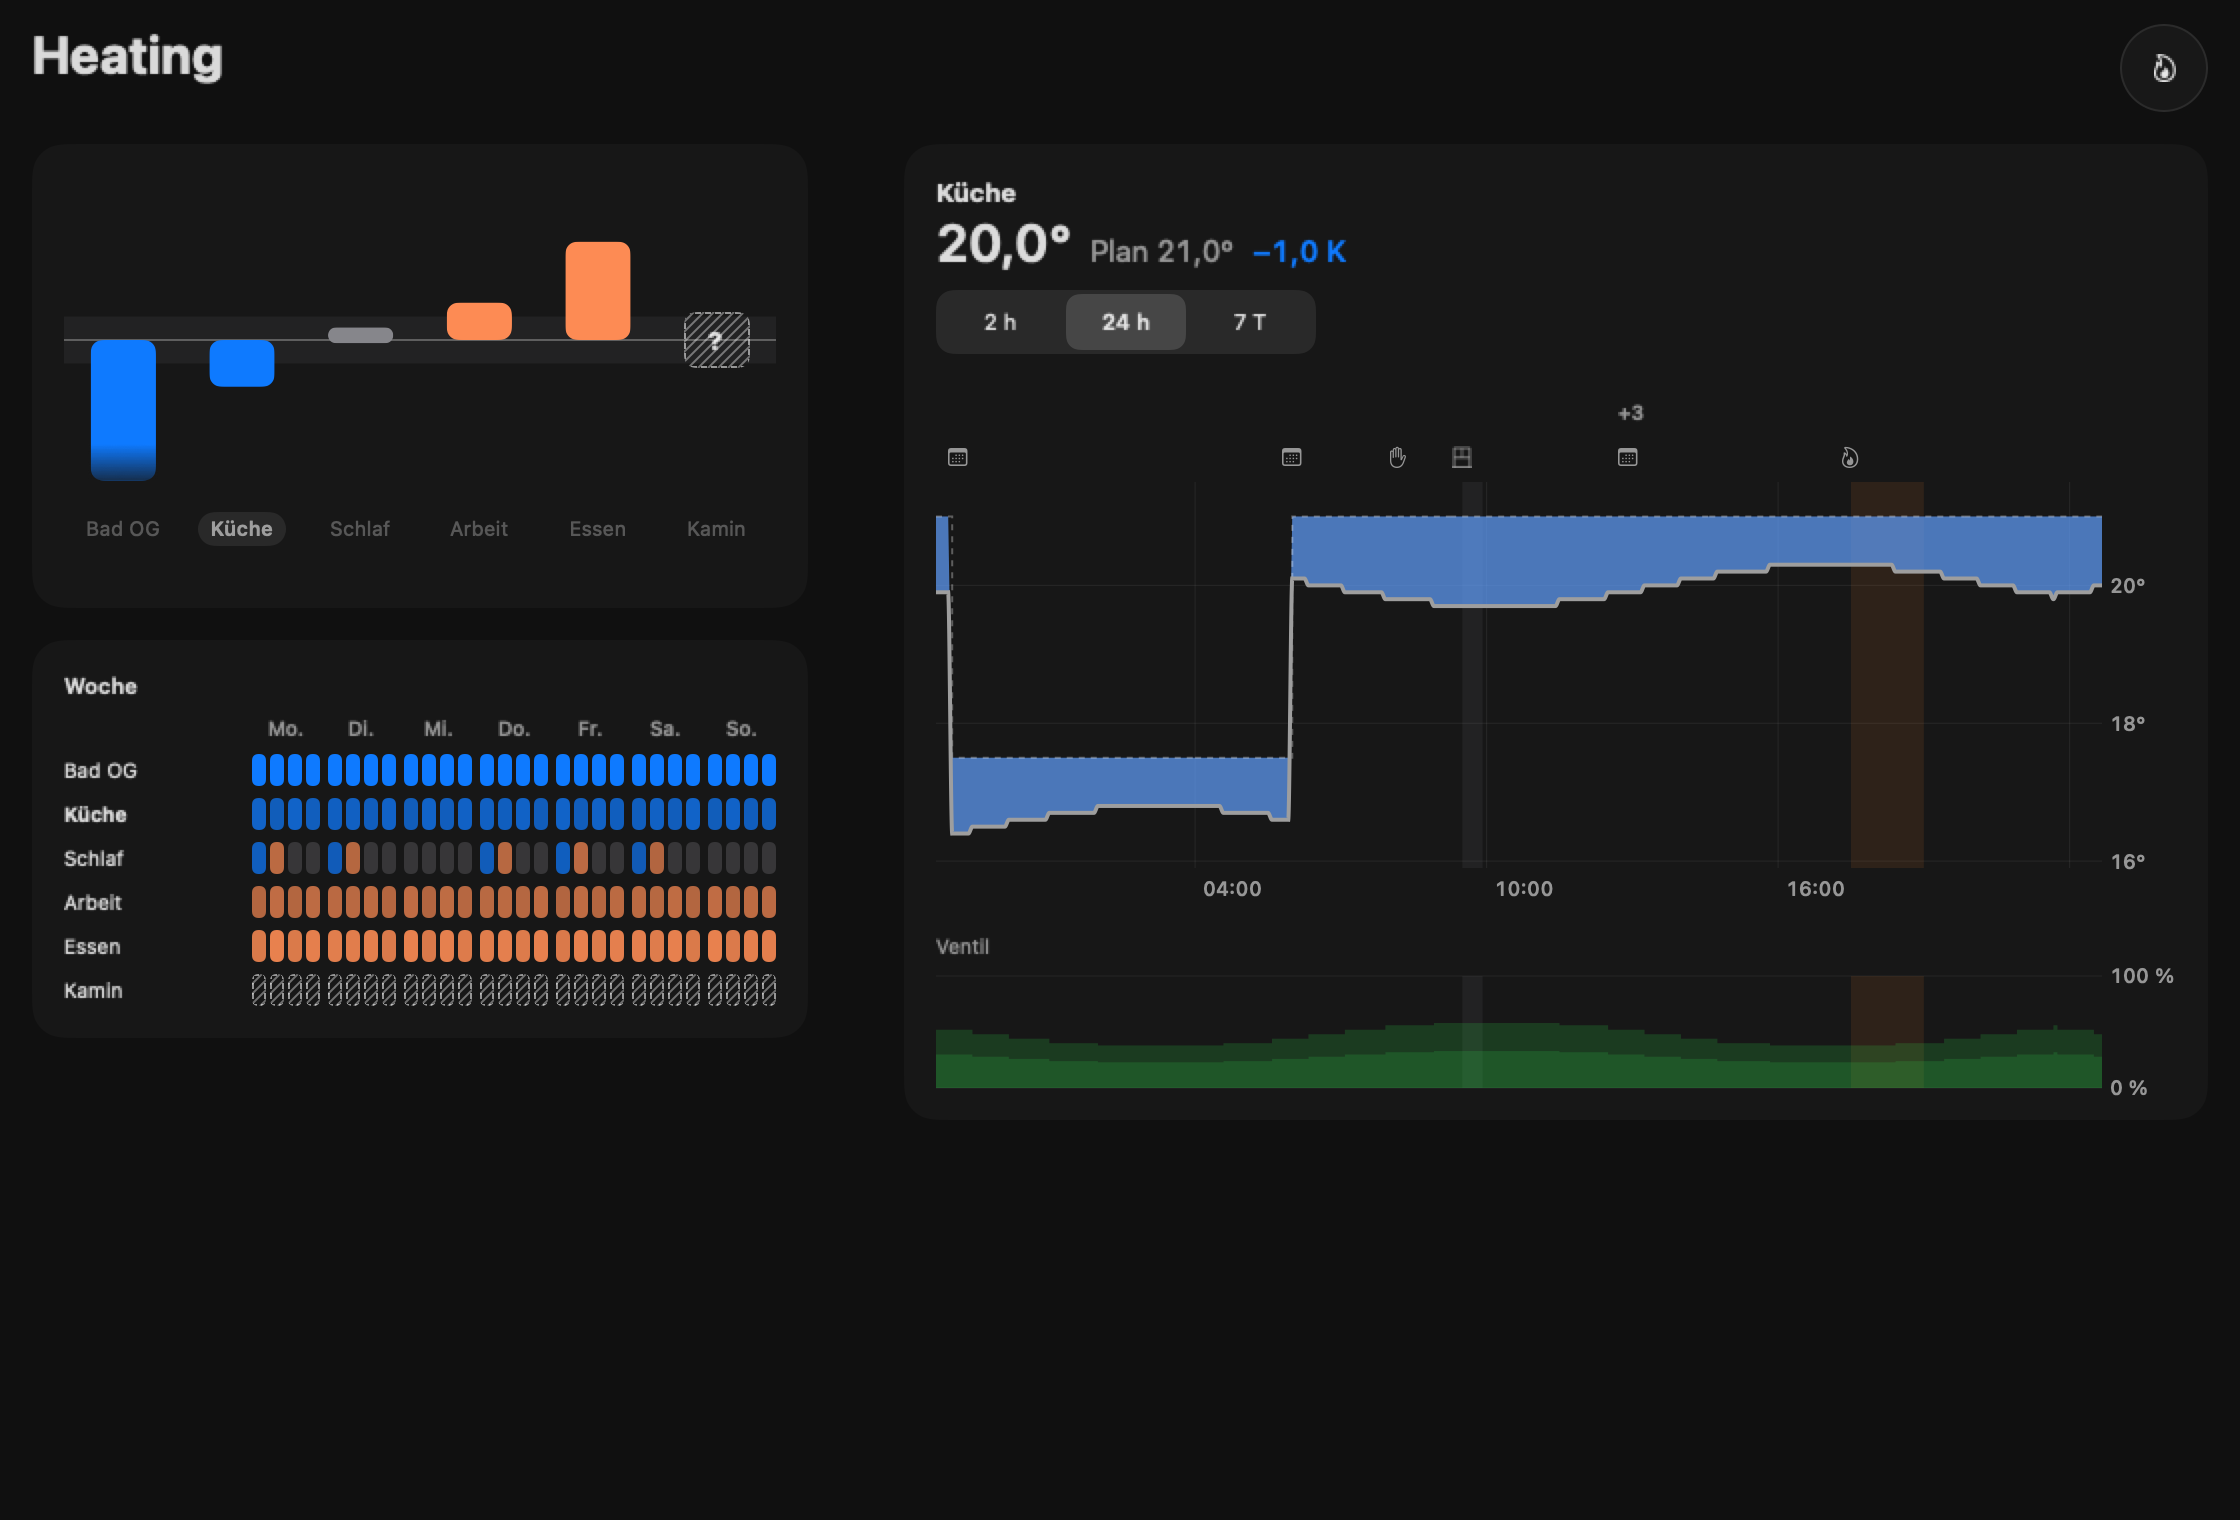 Heating
?
Bad OG Küche Schlaf Arbeit Essen Kamin
Woche
Mo. Di. Mi. Do. Fr. Sa. So.
Bad OG
Küche
Schlaf
Arbeit
Essen
Kamin
Küche
20,0° Plan 21,0° –1,0 K
2 h 24 h 7 T
+3
20°
18°
16°
04:00 10:00 16:00
Ventil
100 %
0 %